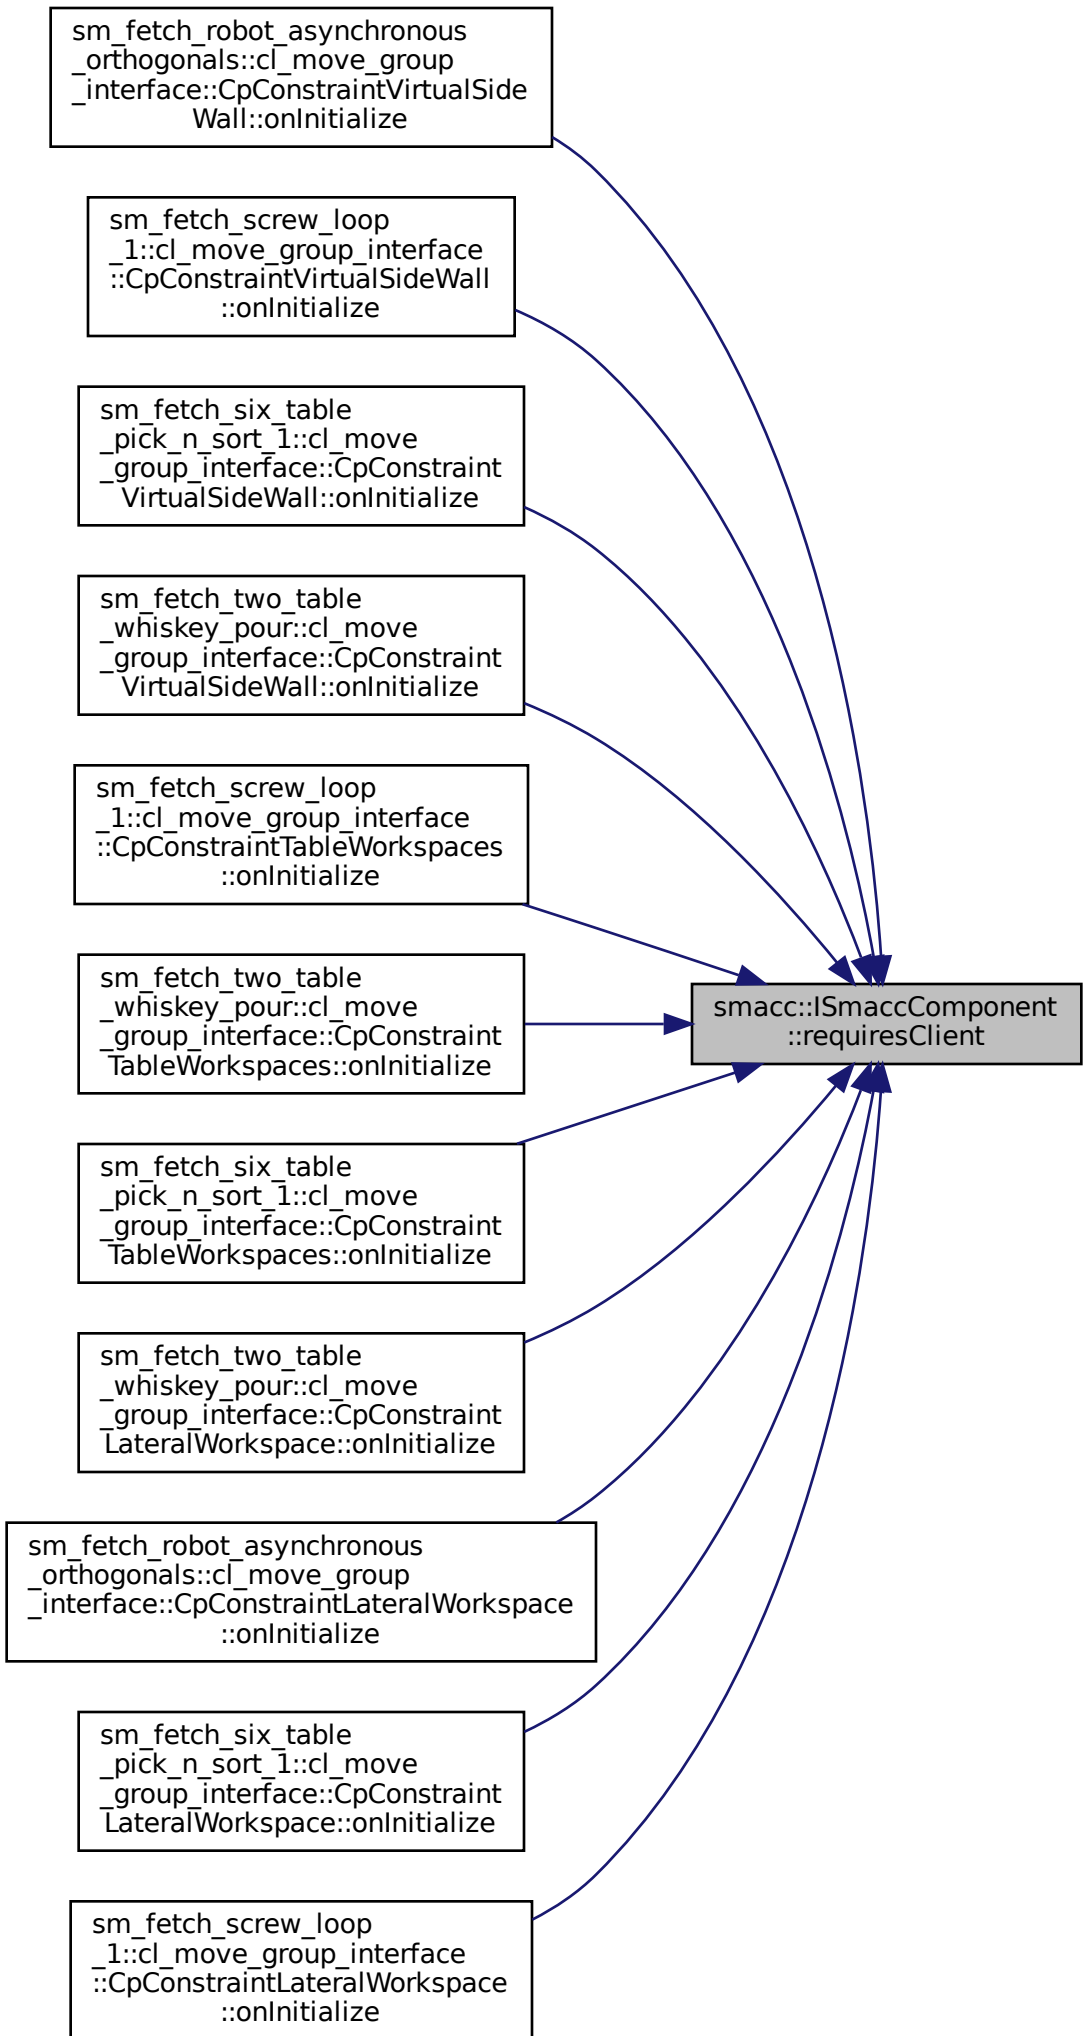 sm_fetch_robot_asynchronous
_orthogonals::cl_move_group
_interface::CpConstraintVirtualSide
Wall::onInitialize
sm_fetch_screw_loop
_1::cl_move_group_interface
::CpConstraintVirtualSideWall
::onInitialize
sm_fetch_six_table
_pick_n_sort_1::cl_move
_group_interface::CpConstraint
VirtualSideWall::onInitialize
sm_fetch_two_table
_whiskey_pour::cl_move
_group_interface::CpConstraint
VirtualSideWall::onInitialize
sm_fetch_screw_loop
_1::cl_move_group_interface
::CpConstraintTableWorkspaces
::onInitialize
sm_fetch_two_table
_whiskey_pour::cl_move
_group_interface::CpConstraint
TableWorkspaces::onInitialize
smacc::ISmaccComponent
::requiresClient
sm_fetch_six_table
_pick_n_sort_1::cl_move
_group_interface::CpConstraint
TableWorkspaces::onInitialize
sm_fetch_two_table
_whiskey_pour::cl_move
_group_interface::CpConstraint
LateralWorkspace::onInitialize
sm_fetch_robot_asynchronous
_orthogonals::cl_move_group
_interface::CpConstraintLateralWorkspace
::onInitialize
sm_fetch_six_table
_pick_n_sort_1::cl_move
_group_interface::CpConstraint
LateralWorkspace::onInitialize
sm_fetch_screw_loop
_1::cl_move_group_interface
::CpConstraintLateralWorkspace
::onInitialize